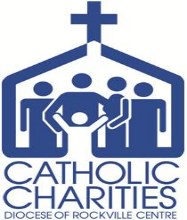 CATHOLIC
CHARITIES
DIOCESE OF ROCKVILLE CENTRE